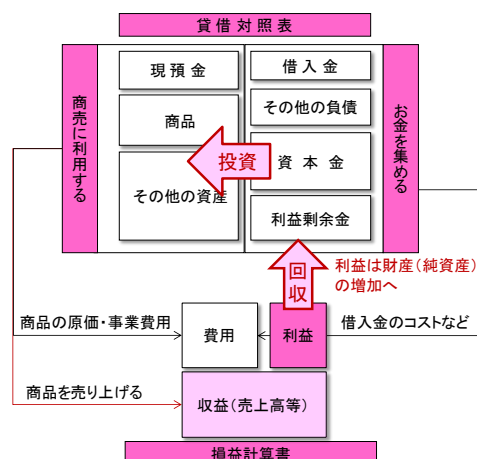 貸借対照表
商売に利用する
現預金
商品
その他の資産
投資
借入金
その他の負債
資本金
利益剰余金
お金を集める
回収
利益は財産(純資産)
の増加へ
商品の原価・事業費用
費用
利益
借入金のコストなど
商品を売り上げる
収益(売上高等)
損益計算書